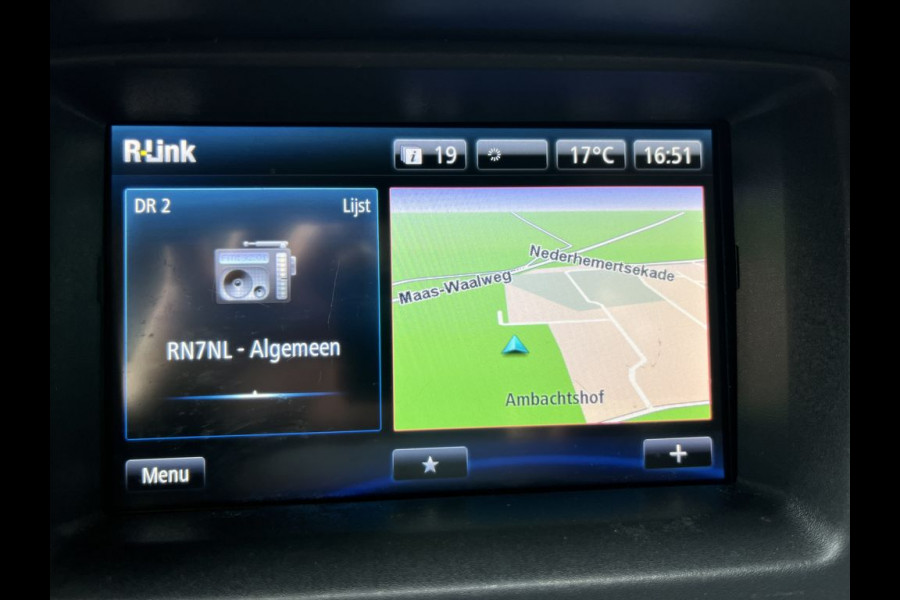 R-Link
19
17°C
16:51
DR 2
Lijst
RN7NL - Algemeen
Nederhemertsekade
Maas-Waalweg
Ambachtshof
Menu